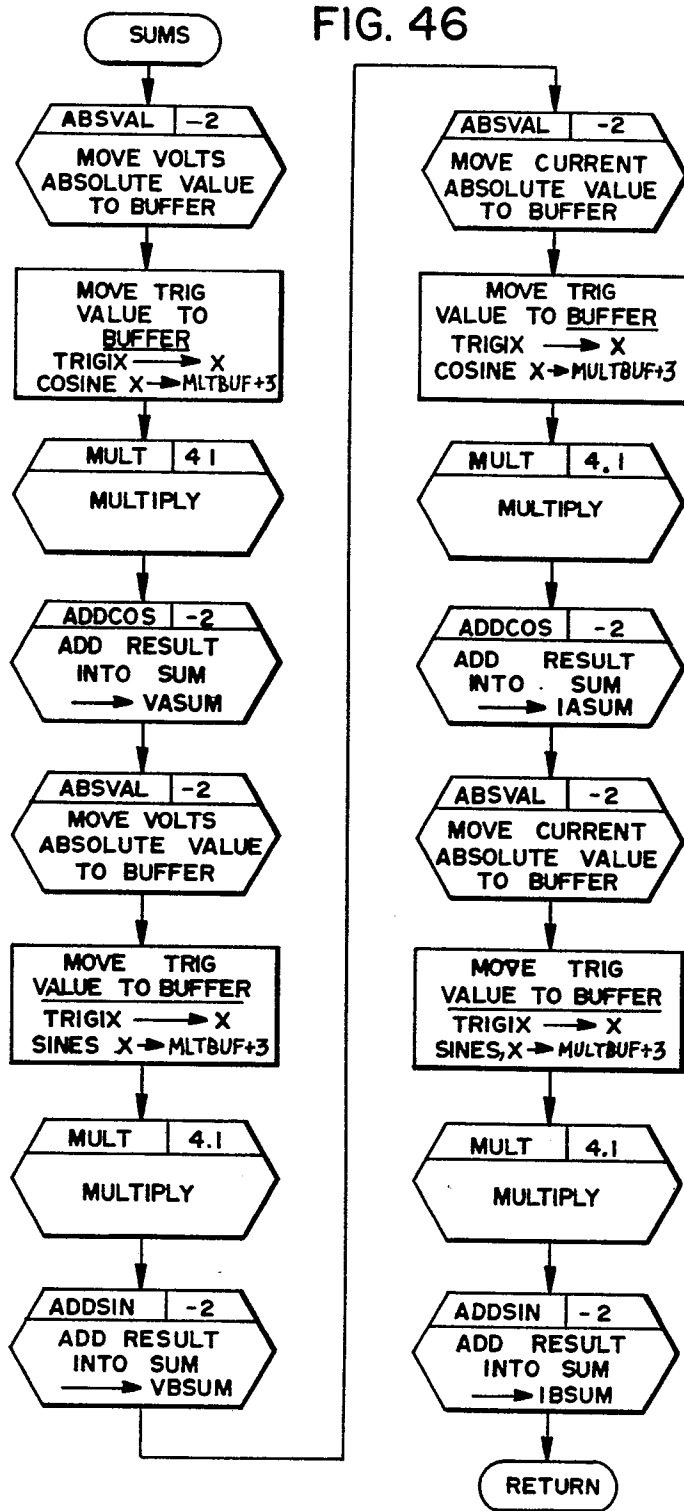 FIG. 46
SUMS
ABSVAL -2
MOVE VOLTS
ABSOLUTE VALUE
TO BUFFER
MOVE TRIG
VALUE TO
BUFFER
TRIGIX → X
COSINE X → MLTBUF+3
MULT 4 1
MULTIPLY
ADDCOS -2
ADD RESULT
INTO SUM
→ VASUM
ABSVAL -2
MOVE VOLTS
ABSOLUTE VALUE
TO BUFFER
MOVE TRIG
VALUE TO BUFFER
TRIGIX → X
SINES X → MLTBUF+3
MULT 4.1
MULTIPLY
ADDSIN -2
ADD RESULT
INTO SUM
→ VBSUM
ABSVAL -2
MOVE CURRENT
ABSOLUTE VALUE
TO BUFFER
MOVE TRIG
VALUE TO BUFFER
TRIGIX → X
COSINE X → MULTBUF+3
MULT 4.1
MULTIPLY
ADDCOS -2
ADD RESULT
INTO SUM
→ IASUM
ABSVAL -2
MOVE CURRENT
ABSOLUTE VALUE
TO BUFFER
MOVE TRIG
VALUE TO BUFFER
TRIGIX → X
SINES,X → MULTBUF+3
MULT 4.1
MULTIPLY
ADDSIN -2
ADD RESULT
INTO SUM
→ IBSUM
RETURN